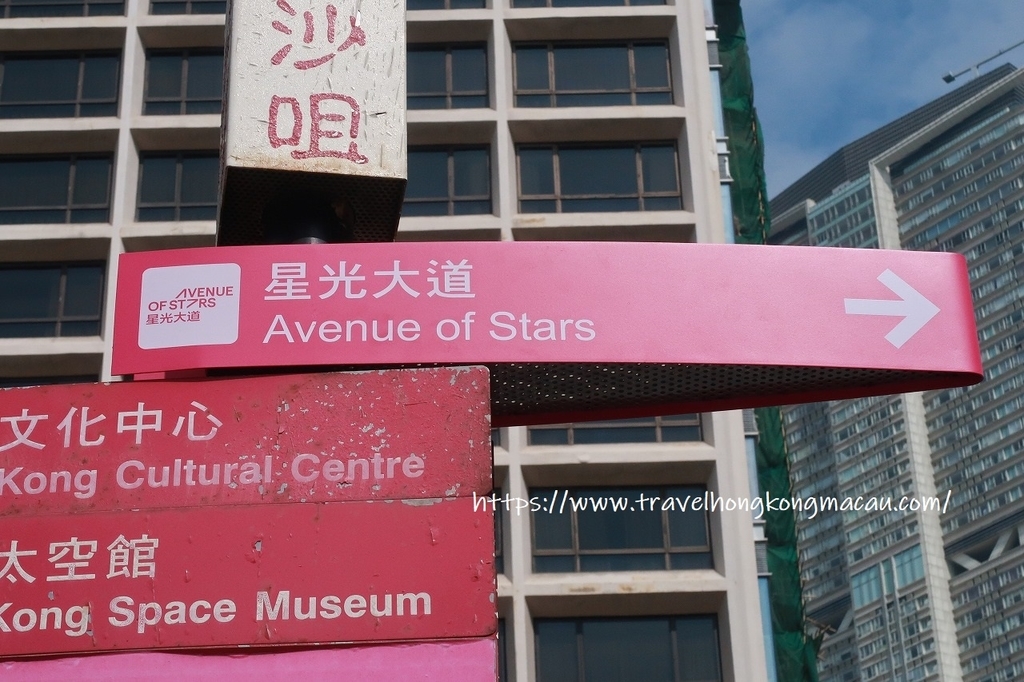 沙
咀
AVENUE
OF ST7RS
星光大道
星光大道
Avenue of Stars
文化中心
Kong Cultural Centre
https://www.travelhongkongmacau.com/
太空館
Kong Space Museum